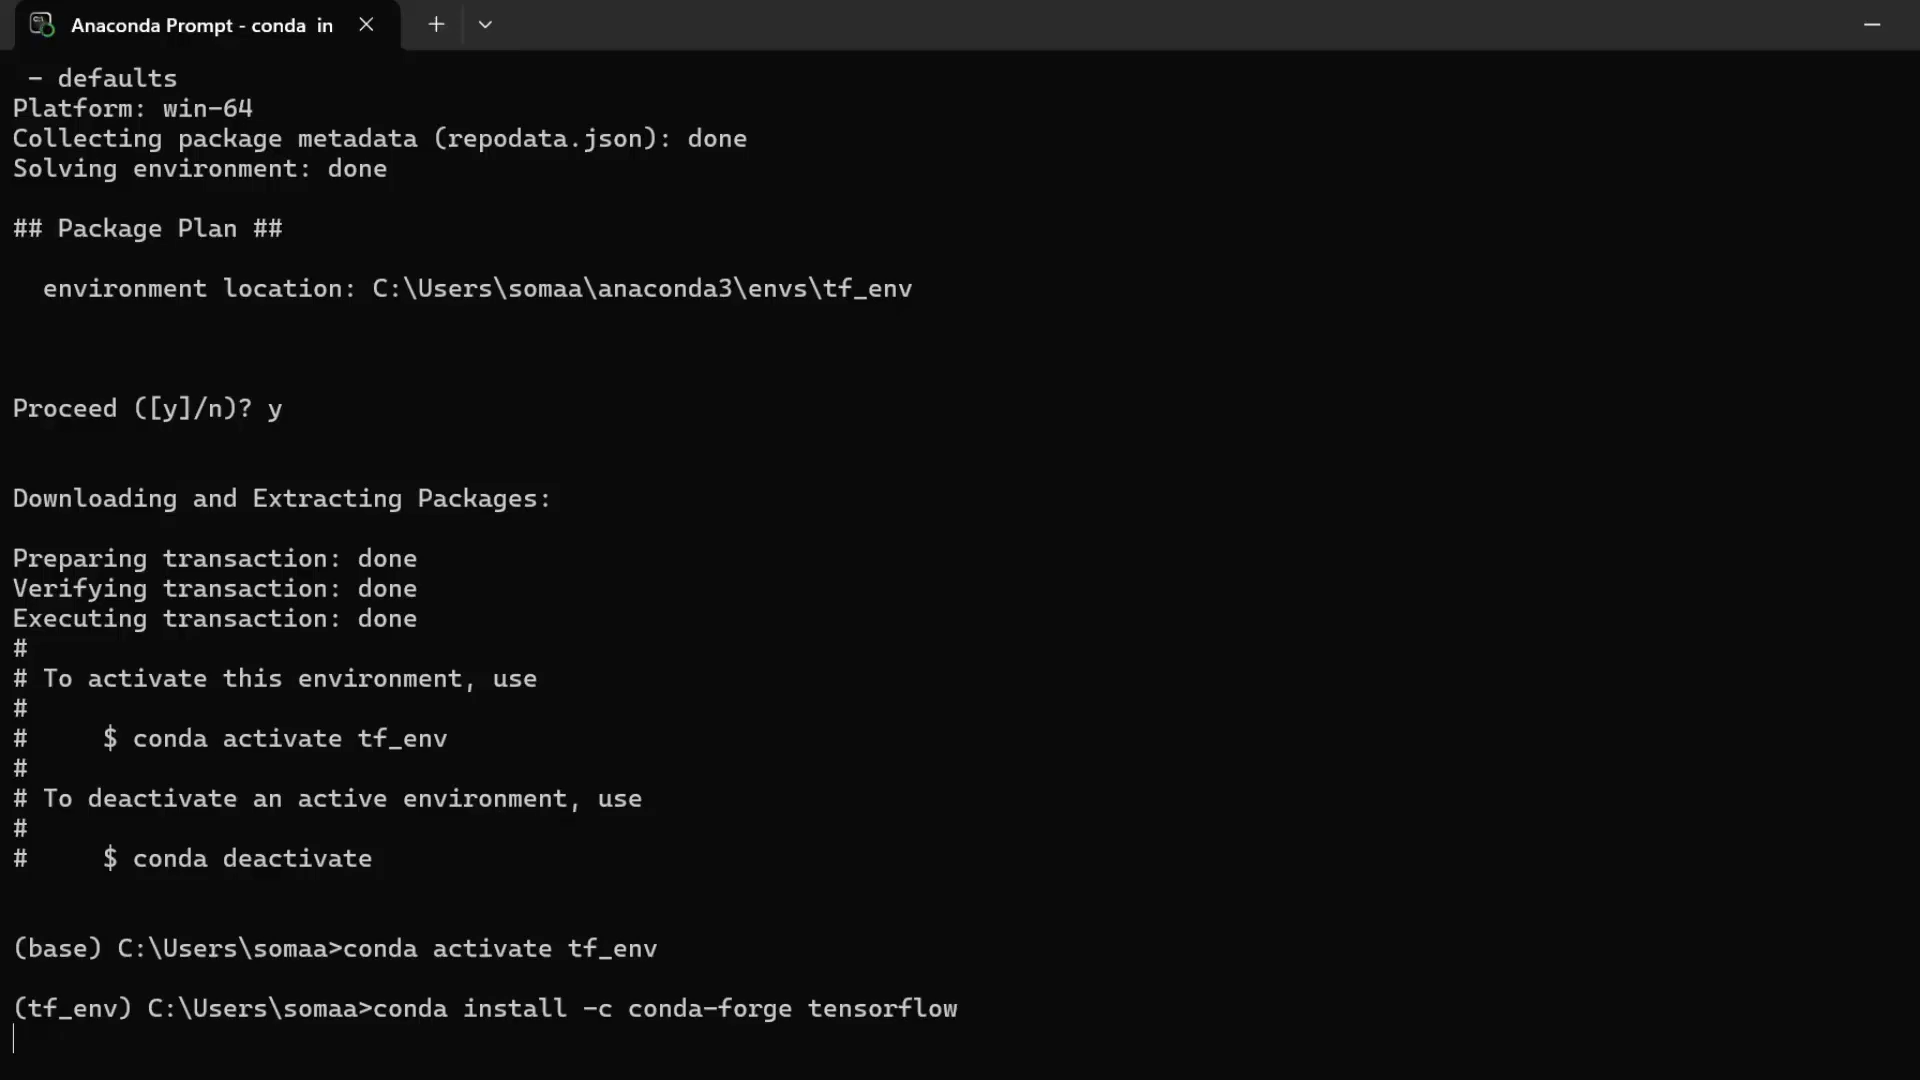 Anaconda Prompt - conda in
- defaults
Platform: win-64
Collecting package metadata (repodata.json): done
Solving environment: done
## Package Plan ##
environment location: C:\Users\somaa\anaconda3\envs\tf_env
Proceed ([y]/n)? y
Downloading and Extracting Packages:
Preparing transaction: done
Verifying transaction: done
Executing transaction: done
#
# To activate this environment, use
#
#     $ conda activate tf_env
#
# To deactivate an active environment, use
#
#     $ conda deactivate
(base) C:\Users\somaa>conda activate tf_env
(tf_env) C:\Users\somaa>conda install -c conda-forge tensorflow